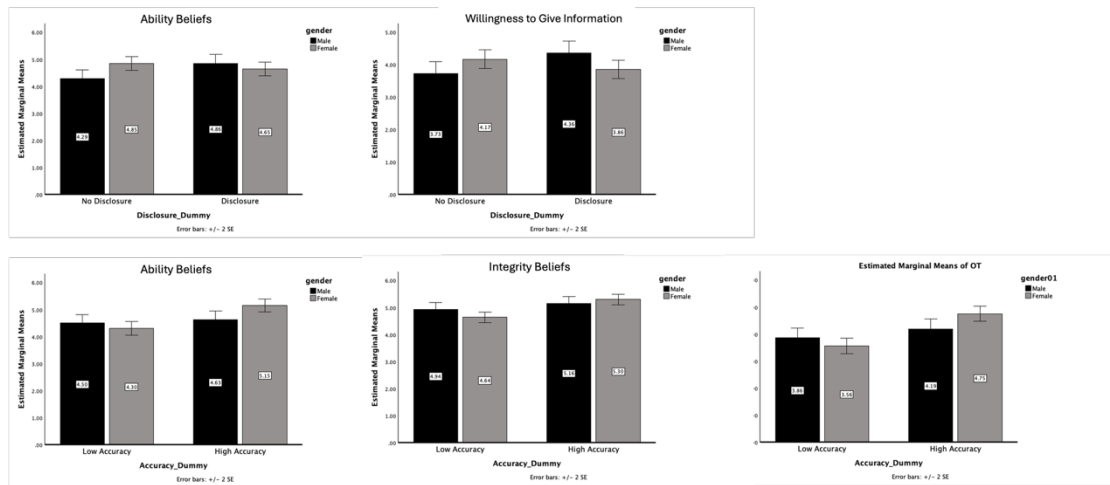 Ability Beliefs
gender
Male
Female
Estimated Marginal Means
6.00
5.00
4.00
3.00
2.00
1.00
.00
4.29
4.85
4.86
4.65
No Disclosure
Disclosure
Disclosure_Dummy
Error bars: +/- 2 SE
Willingness to Give Information
gender
Male
Female
Estimated Marginal Means
5.00
4.00
3.00
2.00
1.00
.00
3.73
4.17
4.36
3.86
No Disclosure
Disclosure
Disclosure_Dummy
Error bars: +/- 2 SE
Ability Beliefs
gender
Male
Female
Estimated Marginal Means
6.00
5.00
4.00
3.00
2.00
1.00
.00
4.50
4.30
4.63
5.15
Low Accuracy
High Accuracy
Accuracy_Dummy
Error bars: +/- 2 SE
Integrity Beliefs
gender
Male
Female
Estimated Marginal Means
6.00
5.00
4.00
3.00
2.00
1.00
.00
4.94
4.64
5.16
5.30
Low Accuracy
High Accuracy
Accuracy_Dummy
Error bars: +/- 2 SE
Estimated Marginal Means of OT
gender01
Male
Female
3.86
4.19
4.75
Low Accuracy
High Accuracy
Accuracy_Dummy
Error bars: +/- 2 SE